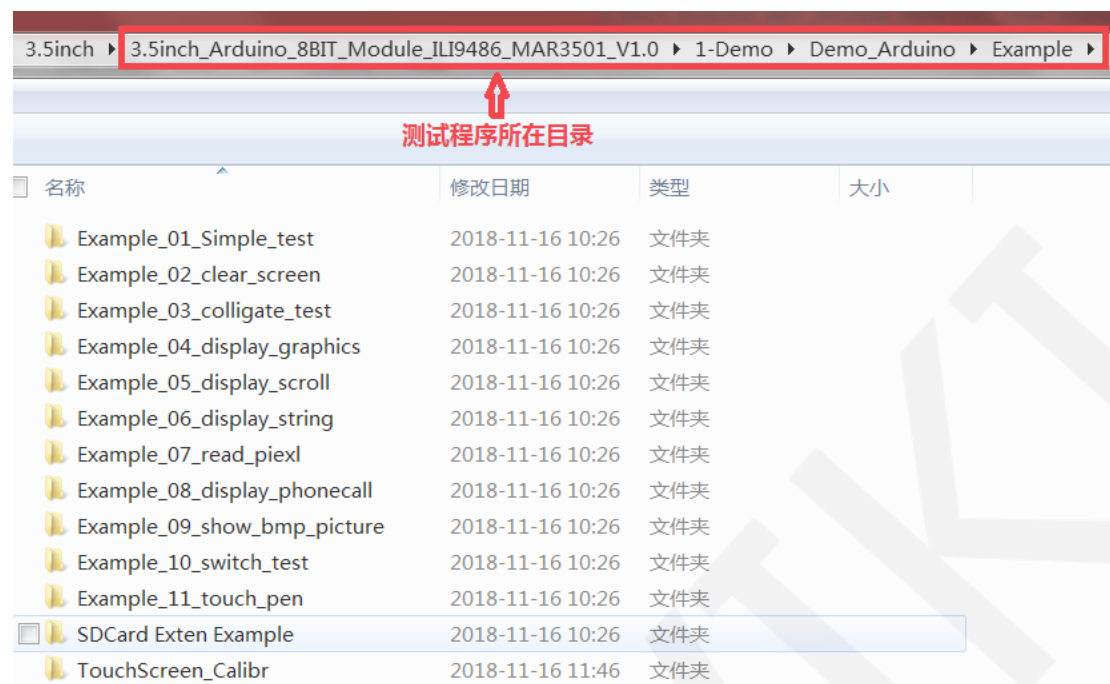 3.5inch ▸ 3.5inch_Arduino_8BIT_Module_ILI9486_MAR3501_V1.0 ▸ 1-Demo ▸ Demo_Arduino ▸ Example ▸
测试程序所在目录
名称 修改日期 类型 大小
Example_01_Simple_test 2018-11-16 10:26 文件夹
Example_02_clear_screen 2018-11-16 10:26 文件夹
Example_03_colligate_test 2018-11-16 10:26 文件夹
Example_04_display_graphics 2018-11-16 10:26 文件夹
Example_05_display_scroll 2018-11-16 10:26 文件夹
Example_06_display_string 2018-11-16 10:26 文件夹
Example_07_read_piexl 2018-11-16 10:26 文件夹
Example_08_display_phonecall 2018-11-16 10:26 文件夹
Example_09_show_bmp_picture 2018-11-16 10:26 文件夹
Example_10_switch_test 2018-11-16 10:26 文件夹
Example_11_touch_pen 2018-11-16 10:26 文件夹
SDCard Exten Example 2018-11-16 10:26 文件夹
TouchScreen_Calibr 2018-11-16 11:46 文件夹